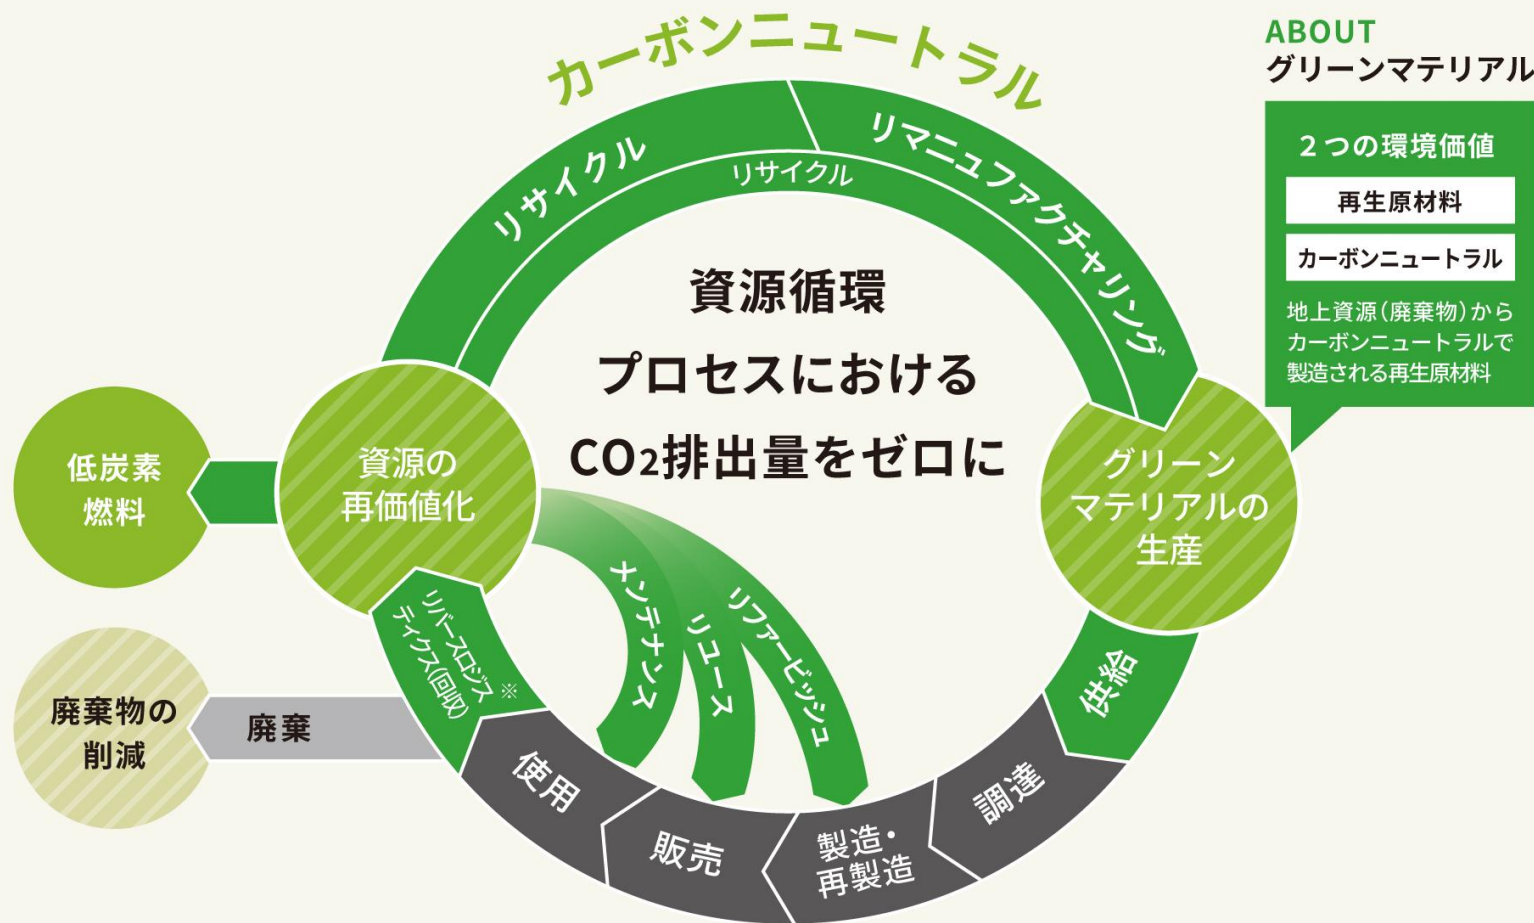 カーボンニュートラル
ABOUT
グリーンマテリアル
2つの環境価値
再生原材料
カーボンニュートラル
地上資源(廃棄物)から
カーボンニュートラルで
製造される再生原材料
リサイクル
リマニュファクチャリング
リサイクル
資源循環
プロセスにおける
CO2排出量をゼロに
低炭素
燃料
資源の
再価値化
グリーン
マテリアルの
生産
メンテナンス
リユース
リファービッシュ
リバースロジス
ティクス(回収)
※
供給
廃棄物の
削減
廃棄
使用
販売
製造・
再製造
調達